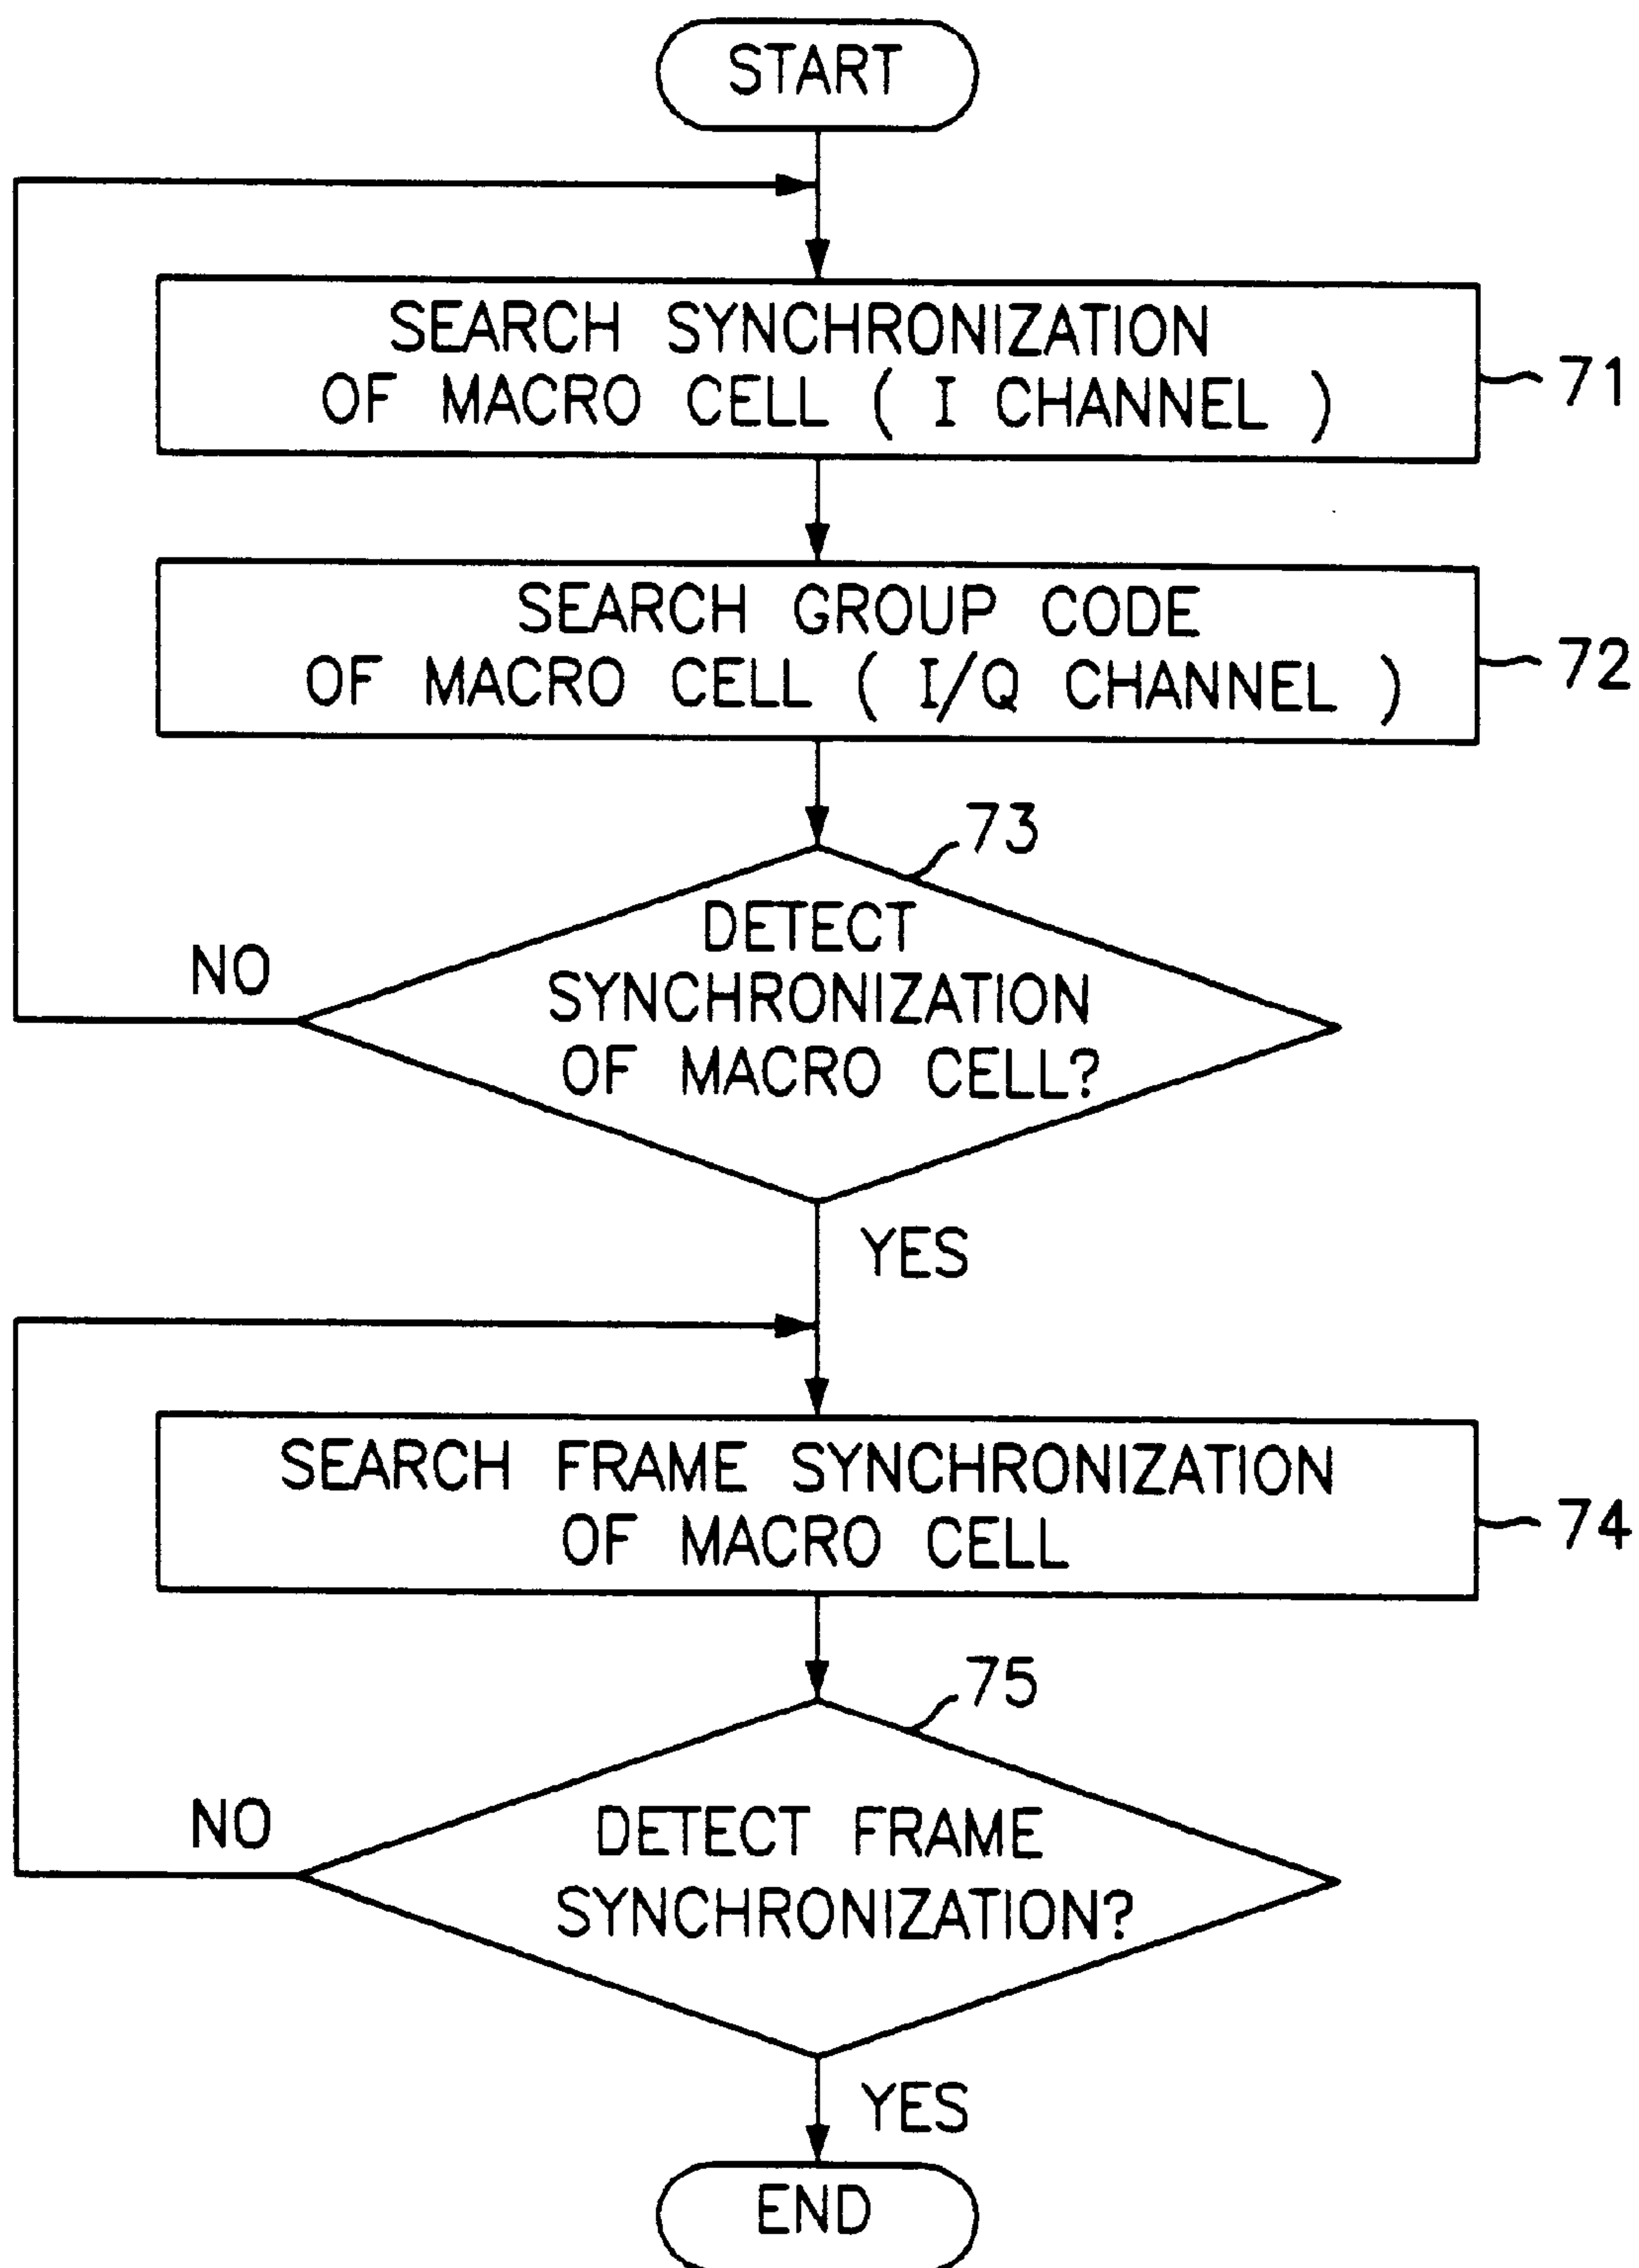 START
SEARCH SYNCHRONIZATION
OF MACRO CELL ( I CHANNEL )
71
SEARCH GROUP CODE
OF MACRO CELL ( I/Q CHANNEL )
72
73
DETECT
SYNCHRONIZATION
OF MACRO CELL?
NO
YES
SEARCH FRAME SYNCHRONIZATION
OF MACRO CELL
74
75
DETECT FRAME
SYNCHRONIZATION?
NO
YES
END